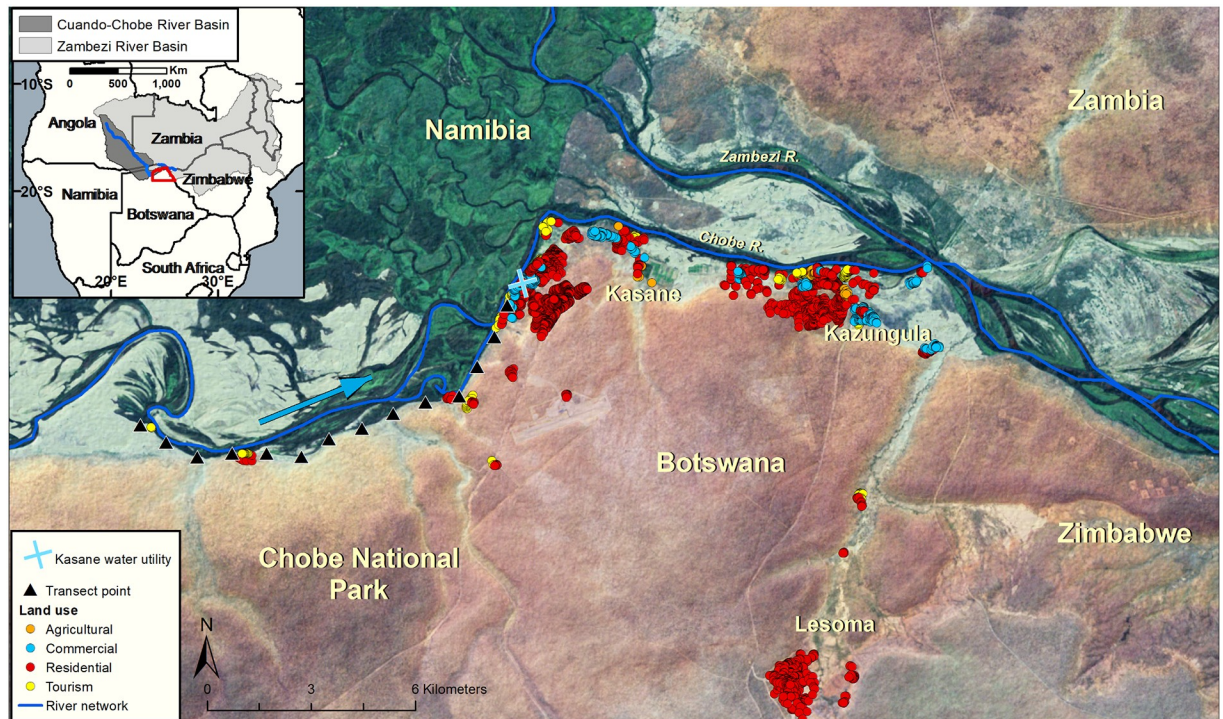 Cuando-Chobe River Basin
Zambezi River Basin
Km
0 500 1,000
10°S
Angola
Zambia
20°S
Namibia
Zimbabwe
Botswana
South Africa
20°E 30°E
Namibia
Zambia
Zambezi R.
Chobe R.
Kasane
Kazungula
Botswana
Zimbabwe
Chobe National
Park
Lesoma
Kasane water utility
Transect point
Land use
Agricultural
Commercial
Residential
Tourism
River network
N
0 3 6 Kilometers